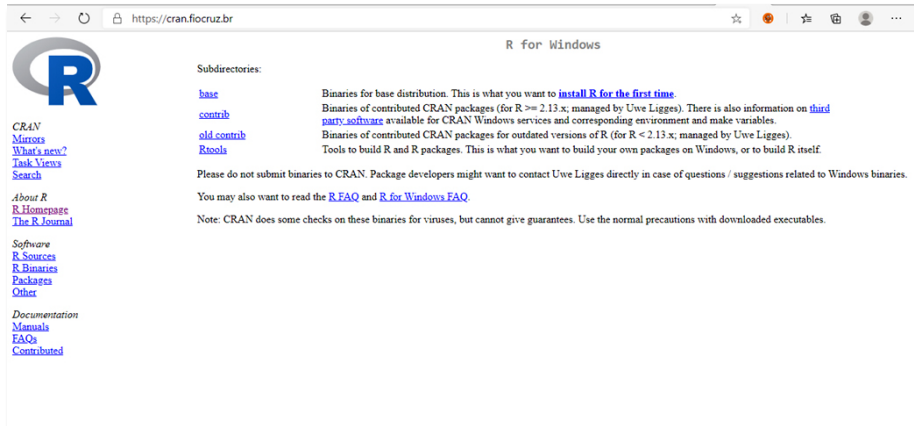 https://cran.fiocruz.br
R
CRAN
Mirrors
What's new?
Task Views
Search
About R
R Homepage
The R Journal
Software
R Sources
R Binaries
Packages
Other
Documentation
Manuals
FAQs
Contributed
R for Windows
Subdirectories:
base Binaries for base distribution. This is what you want to install R for the first time.
contrib Binaries of contributed CRAN packages (for R >= 2.13.x; managed by Uwe Ligges). There is also information on third
party software available for CRAN Windows services and corresponding environment and make variables.
old contrib Binaries of contributed CRAN packages for outdated versions of R (for R < 2.13.x; managed by Uwe Ligges).
Rtools Tools to build R and R packages. This is what you want to build your own packages on Windows, or to build R itself.
Please do not submit binaries to CRAN. Package developers might want to contact Uwe Ligges directly in case of questions / suggestions related to Windows binaries.
You may also want to read the R FAQ and R for Windows FAQ.
Note: CRAN does some checks on these binaries for viruses, but cannot give guarantees. Use the normal precautions with downloaded executables.